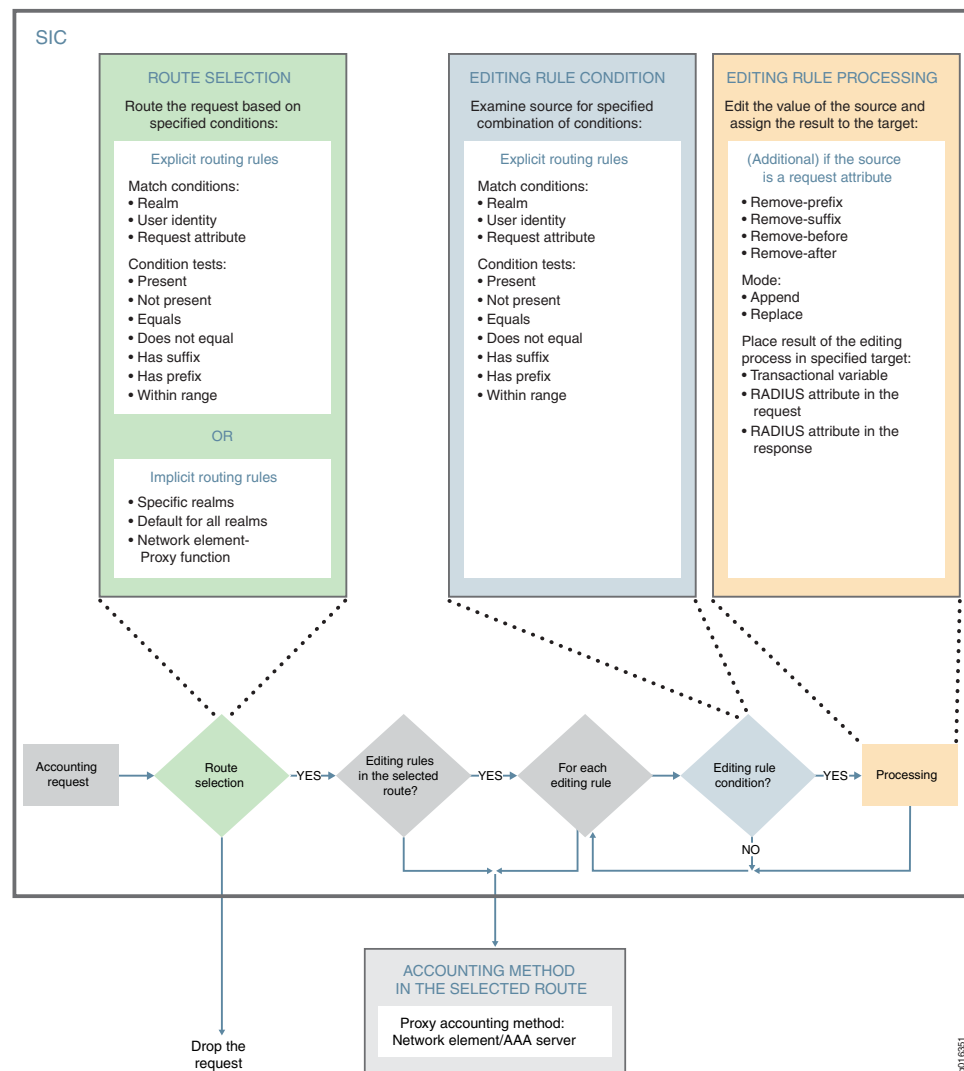 SIC
ROUTE SELECTION
Route the request based on
specified conditions:
Explicit routing rules
Match conditions:
• Realm
• User identity
• Request attribute
Condition tests:
• Present
• Not present
• Equals
• Does not equal
• Has suffix
• Has prefix
• Within range
OR
Implicit routing rules
• Specific realms
• Default for all realms
• Network element-
Proxy function
EDITING RULE CONDITION
Examine source for specified
combination of conditions:
Explicit routing rules
Match conditions:
• Realm
• User identity
• Request attribute
Condition tests:
• Present
• Not present
• Equals
• Does not equal
• Has suffix
• Has prefix
• Within range
EDITING RULE PROCESSING
Edit the value of the source and
assign the result to the target:
(Additional) if the source
is a request attribute
• Remove-prefix
• Remove-suffix
• Remove-before
• Remove-after
Mode:
• Append
• Replace
Place result of the editing
process in specified target:
• Transactional variable
• RADIUS attribute in the
request
• RADIUS attribute in the
response
Accounting
request
Route
selection
YES
Editing rules
in the selected
route?
YES
For each
editing rule
Editing rule
condition?
YES
Processing
NO
ACCOUNTING METHOD
IN THE SELECTED ROUTE
Proxy accounting method:
Network element/AAA server
Drop the
request